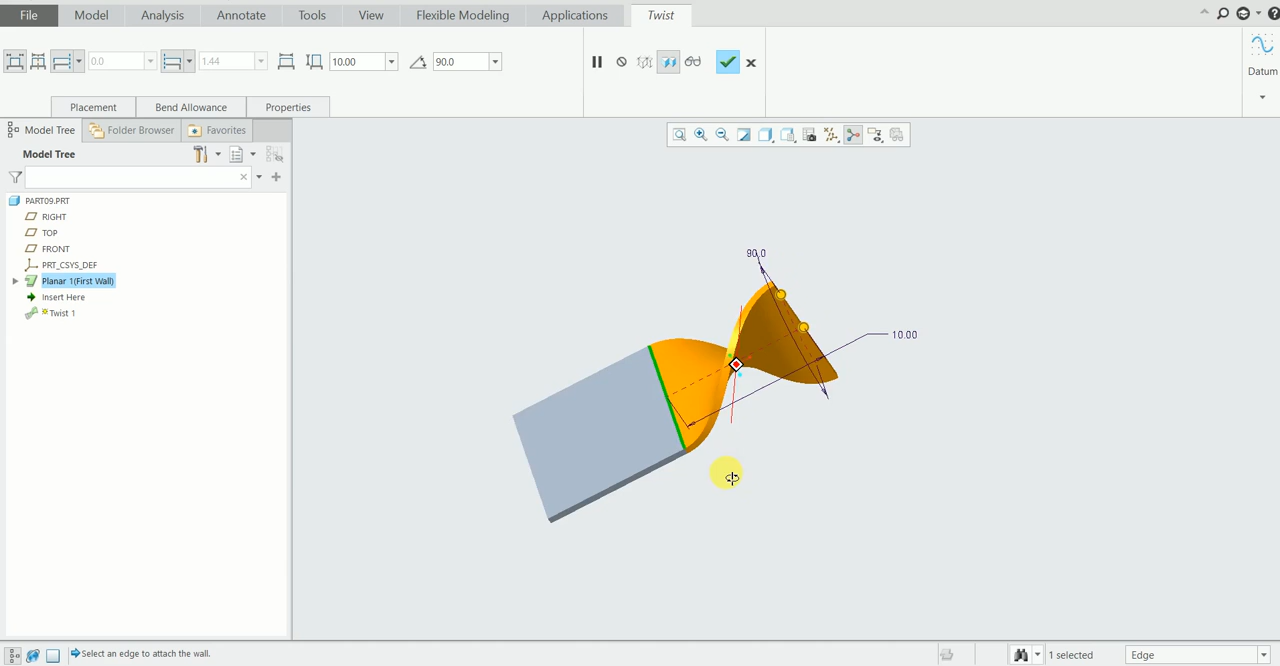 File Model Analysis Annotate Tools View Flexible Modeling Applications Twist
0.0 1.44 10.00 90.0
Datum
Placement Bend Allowance Properties
Model Tree Folder Browser Favorites
Model Tree
PART09.PRT
RIGHT
TOP
FRONT
PRT_CSYS_DEF
Planar 1(First Wall)
Insert Here
Twist 1
90.0
10.00
Select an edge to attach the wall. 1 selected Edge